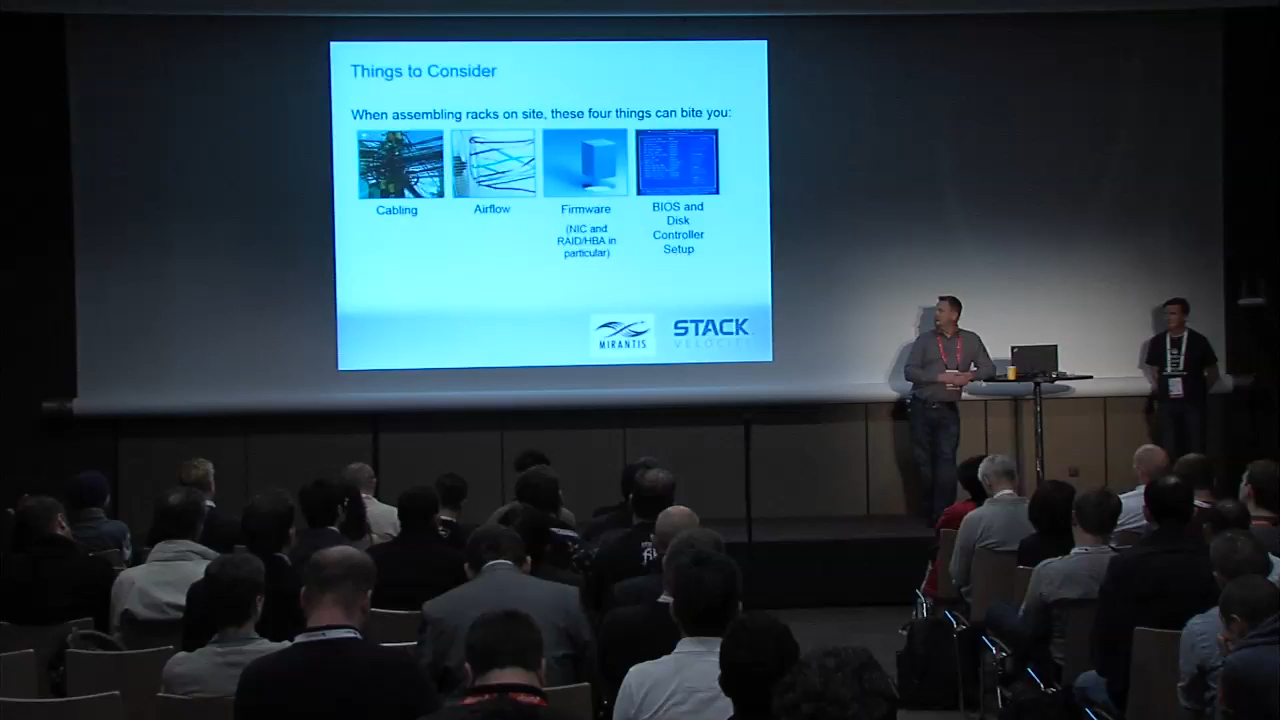 Things to Consider
When assembling racks on site, these four things can bite you:
Cabling
Airflow
Firmware
(NIC and
RAID/HBA in
particular)
BIOS and
Disk
Controller
Setup
MIRANTIS
STACK
VELOCITY